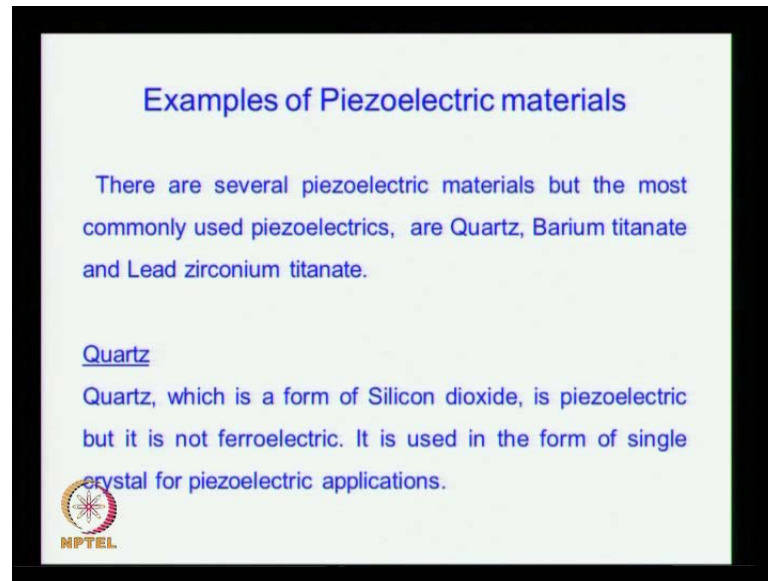 Examples of Piezoelectric materials
There are several piezoelectric materials but the most
commonly used piezoelectrics, are Quartz, Barium titanate
and Lead zirconium titanate.
Quartz
Quartz, which is a form of Silicon dioxide, is piezoelectric
but it is not ferroelectric. It is used in the form of single
crystal for piezoelectric applications.
NPTEL